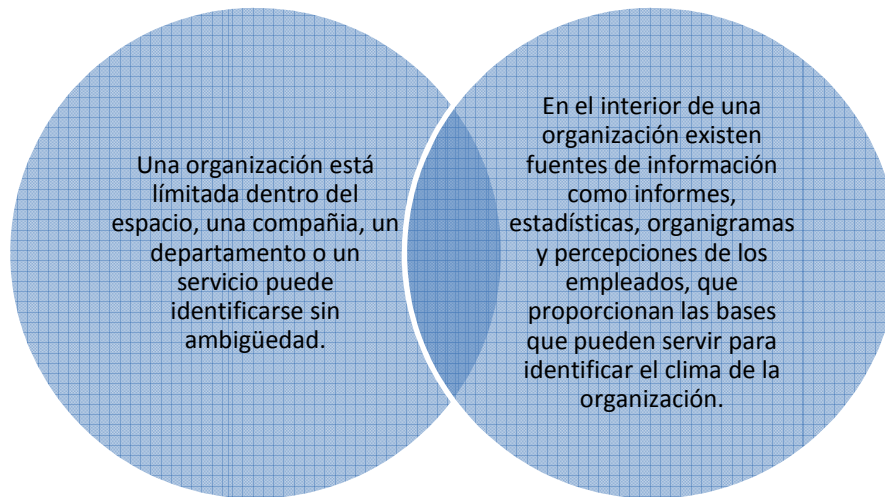 Una organización está
límitada dentro del
espacio, una compañia, un
departamento o un
servicio puede
identificarse sin
ambigüedad.
En el interior de una
organización existen
fuentes de información
como informes,
estadísticas, organigramas
y percepciones de los
empleados, que
proporcionan las bases
que pueden servir para
identificar el clima de la
organización.